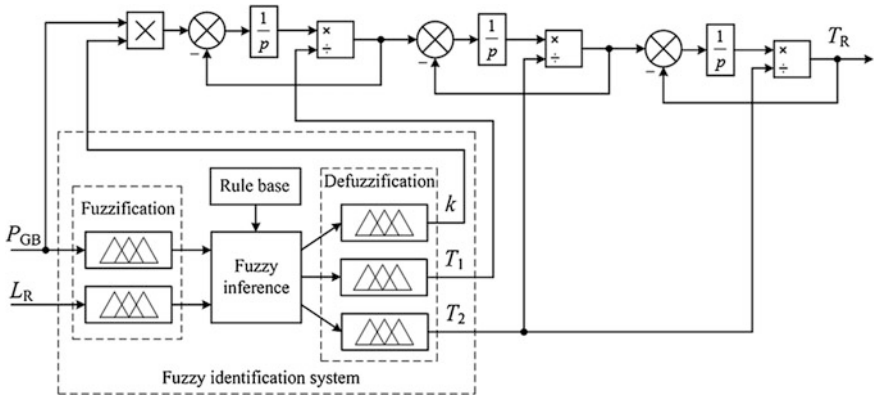 ×
−
1
p
×
÷
−
1
p
×
÷
−
1
p
×
÷
T_R
Fuzzification
Rule base
Defuzzification
P_GB
L_R
Fuzzy
inference
k
T_1
T_2
Fuzzy identification system